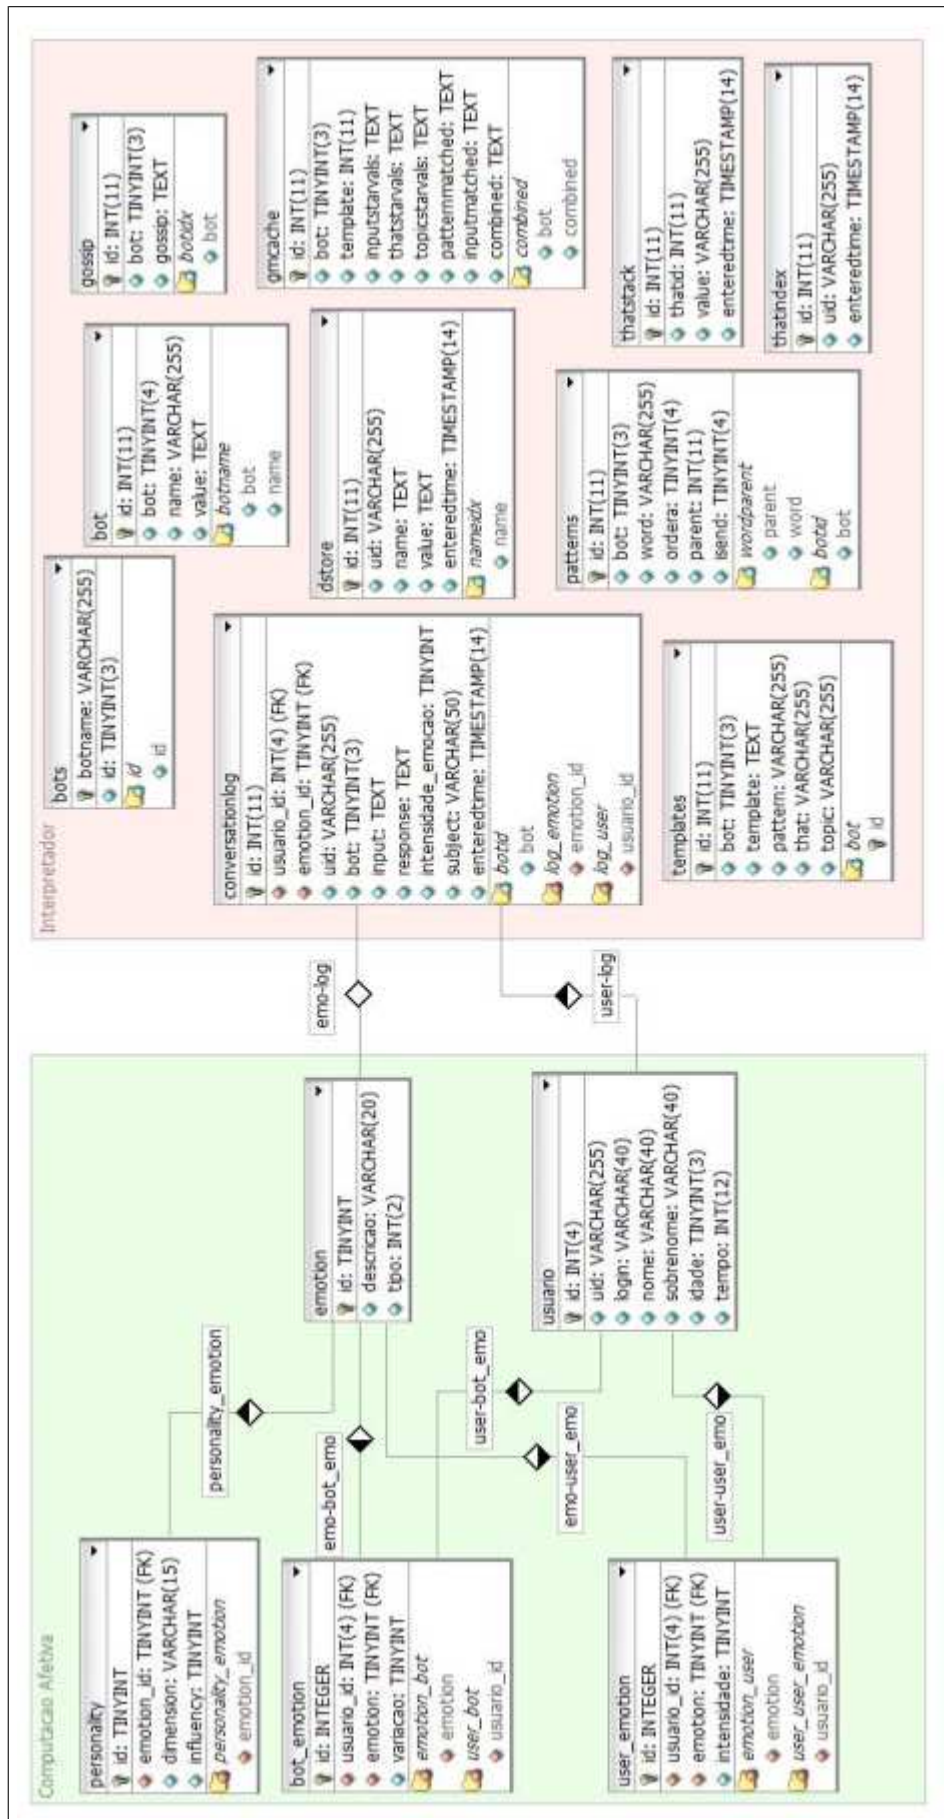 Computacao Afetiva
personality
id: TINYINT
emotion_id: TINYINT (FK)
dimension: VARCHAR(15)
influency: TINYINT
personality_emotion
emotion_id
bot_emotion
id: INTEGER
usuario_id: INT(4) (FK)
emotion: TINYINT (FK)
variacao: TINYINT
emotion_bot
emotion
user_bot
usuario_id
user_emotion
id: INTEGER
usuario_id: INT(4) (FK)
emotion: TINYINT (FK)
intensidade: TINYINT
emotion_user
emotion
user_user_emotion
usuario_id
personality_emotion
emo-bot_emo
user-bot_emo
emo-user_emo
user-user_emo
emotion
id: TINYINT
descricao: VARCHAR(20)
tipo: INT(2)
usuario
id: INT(4)
uid: VARCHAR(255)
login: VARCHAR(40)
nome: VARCHAR(40)
sobrenome: VARCHAR(40)
idade: TINYINT(3)
tempo: INT(12)
emo-log
user-log
Interpretador
bots
botname: VARCHAR(255)
id: TINYINT(3)
id
id
bot
id: INT(11)
bot: TINYINT(4)
name: VARCHAR(255)
value: TEXT
botname
bot
name
gossip
id: INT(11)
bot: TINYINT(3)
gossip: TEXT
botidx
bot
conversationlog
id: INT(11)
usuario_id: INT(4) (FK)
emotion_id: TINYINT (FK)
uid: VARCHAR(255)
bot: TINYINT(3)
input: TEXT
response: TEXT
intensidade_emocao: TINYINT
subject: VARCHAR(50)
enteredtime: TIMESTAMP(14)
botid
bot
log_emotion
emotion_id
log_user
usuario_id
dstore
id: INT(11)
uid: VARCHAR(255)
name: TEXT
value: TEXT
enteredtime: TIMESTAMP(14)
nameidx
name
gmcache
id: INT(11)
bot: TINYINT(3)
template: INT(11)
inputstarvals: TEXT
thatstarvals: TEXT
topicstarvals: TEXT
patternmatched: TEXT
inputmatched: TEXT
combined: TEXT
combined
bot
combined
templates
id: INT(11)
bot: TINYINT(3)
template: TEXT
pattern: VARCHAR(255)
that: VARCHAR(255)
topic: VARCHAR(255)
bot
id
patterns
id: INT(11)
bot: TINYINT(3)
word: VARCHAR(255)
ordera: TINYINT(4)
parent: INT(11)
isend: TINYINT(4)
wordparent
parent
word
botid
bot
thatstack
id: INT(11)
thatid: INT(11)
value: VARCHAR(255)
enteredtime: TIMESTAMP(14)
thatindex
id: INT(11)
uid: VARCHAR(255)
enteredtime: TIMESTAMP(14)